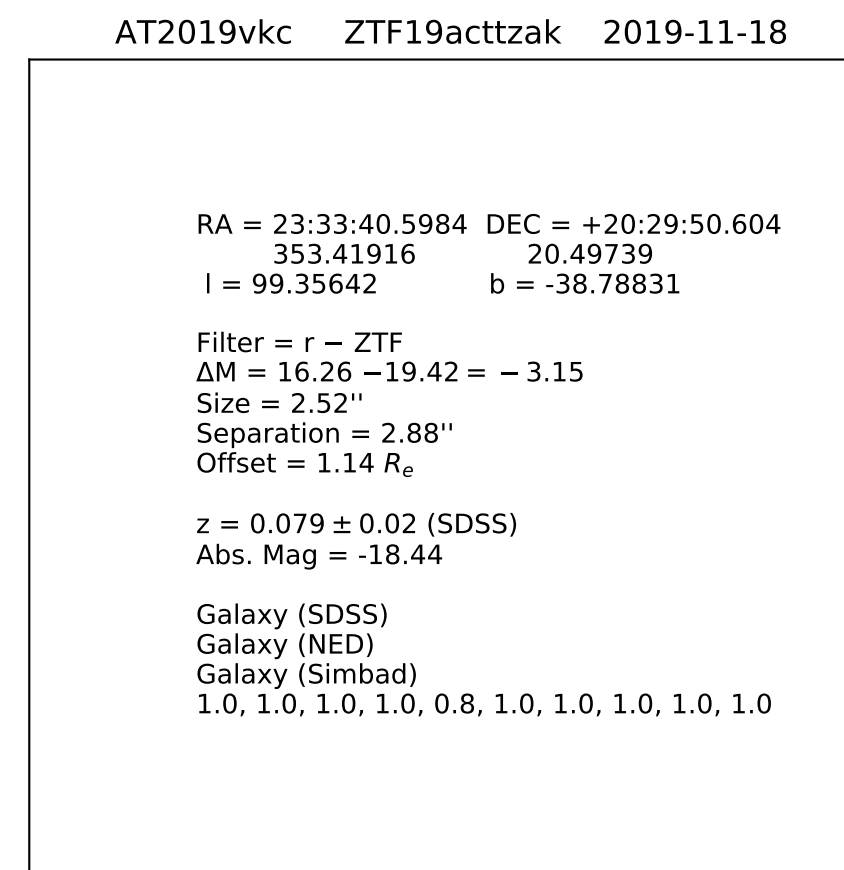 AT2019vkc ZTF19acttzak 2019-11-18
RA = 23:33:40.5984 DEC = +20:29:50.604
353.41916 20.49739
l = 99.35642 b = -38.78831
Filter = r − ZTF
ΔM = 16.26 −19.42 = − 3.15
Size = 2.52''
Separation = 2.88''
Offset = 1.14 Re
z = 0.079 ± 0.02 (SDSS)
Abs. Mag = -18.44
Galaxy (SDSS)
Galaxy (NED)
Galaxy (Simbad)
1.0, 1.0, 1.0, 1.0, 0.8, 1.0, 1.0, 1.0, 1.0, 1.0